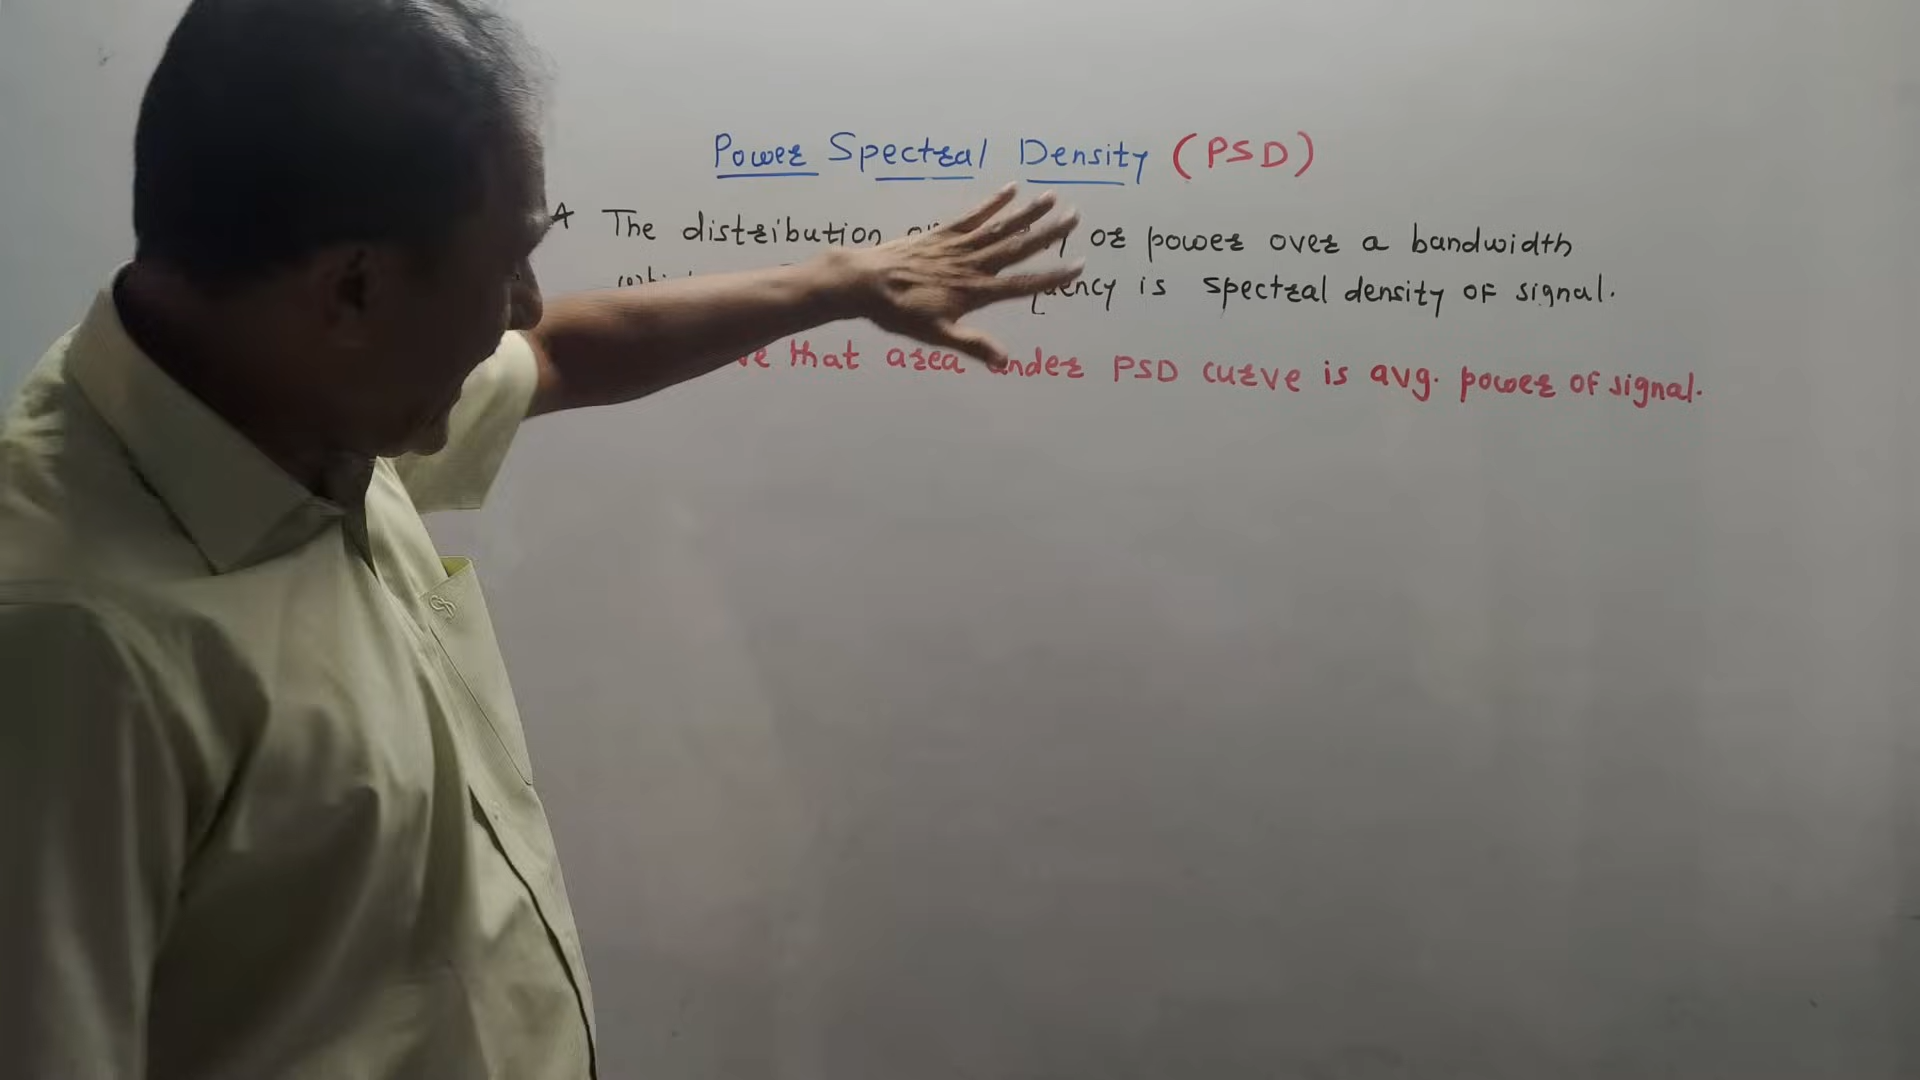 Power Spectral Density (PSD)
The distribution or power over a bandwidth
is spectral density of signal.
that area under PSD curve is avg. power of signal.